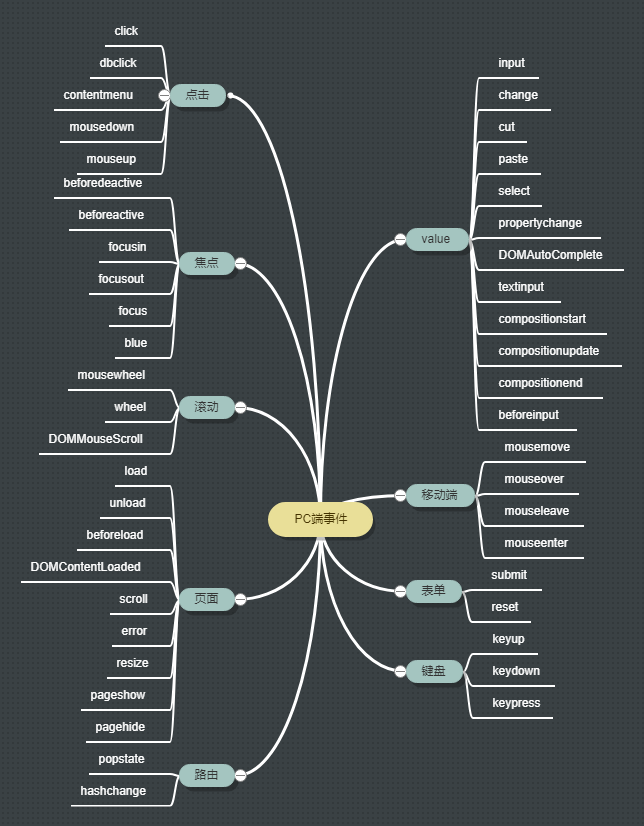 PC端事件
点击
click
dbclick
contentmenu
mousedown
mouseup
焦点
beforedeactive
beforeactive
focusin
focusout
focus
blue
滚动
mousewheel
wheel
DOMMouseScroll
页面
load
unload
beforeload
DOMContentLoaded
scroll
error
resize
pageshow
pagehide
路由
popstate
hashchange
value
input
change
cut
paste
select
propertychange
DOMAutoComplete
textinput
compositionstart
compositionupdate
compositionend
beforeinput
移动端
mousemove
mouseover
mouseleave
mouseenter
表单
submit
reset
键盘
keyup
keydown
keypress